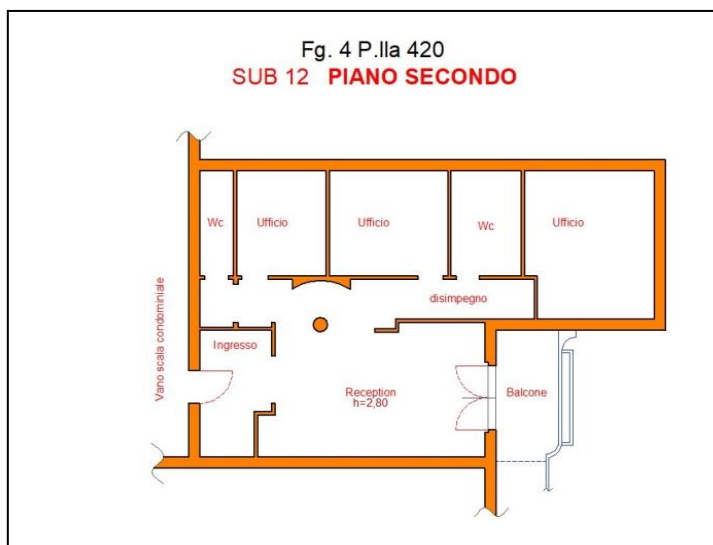 Fg. 4 P.lla 420
SUB 12 PIANO SECONDO
Wc
Ufficio
Ufficio
Wc
Ufficio
disimpegno
Vano scala condominiale
Ingresso
Reception
h=2,80
Balcone